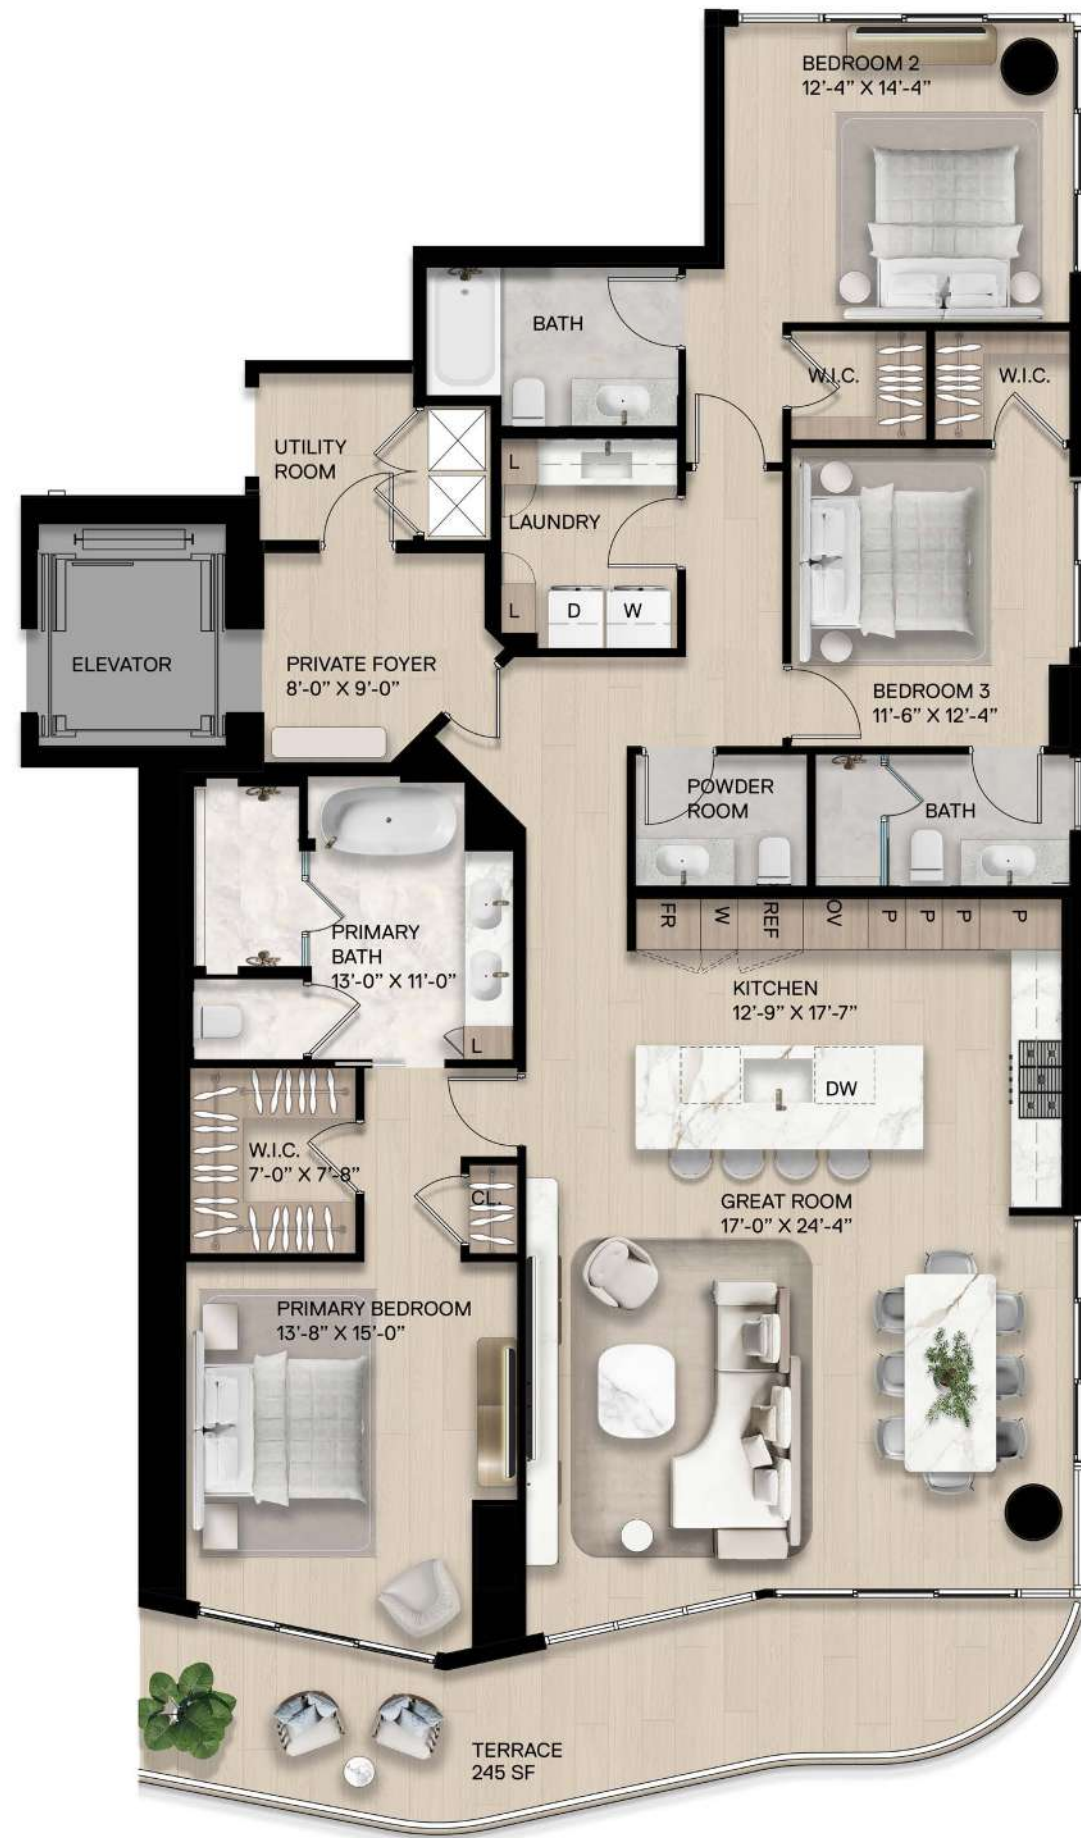 BEDROOM 2
12'-4” X 14'-4”
BATH
W.I.C.
W.I.C.
UTILITY
ROOM
L
LAUNDRY
L
D
W
ELEVATOR
PRIVATE FOYER
8'-0” X 9'-0”
BEDROOM 3
11'-6” X 12'-4”
POWDER
ROOM
BATH
FR
W
REF
OV
P
P
P
P
PRIMARY
BATH
13'-0” X 11'-0”
L
KITCHEN
12'-9” X 17'-7”
DW
W.I.C.
7'-0” X 7'-8”
CL.
GREAT ROOM
17'-0” X 24'-4”
PRIMARY BEDROOM
13'-8” X 15'-0”
TERRACE
245 SF